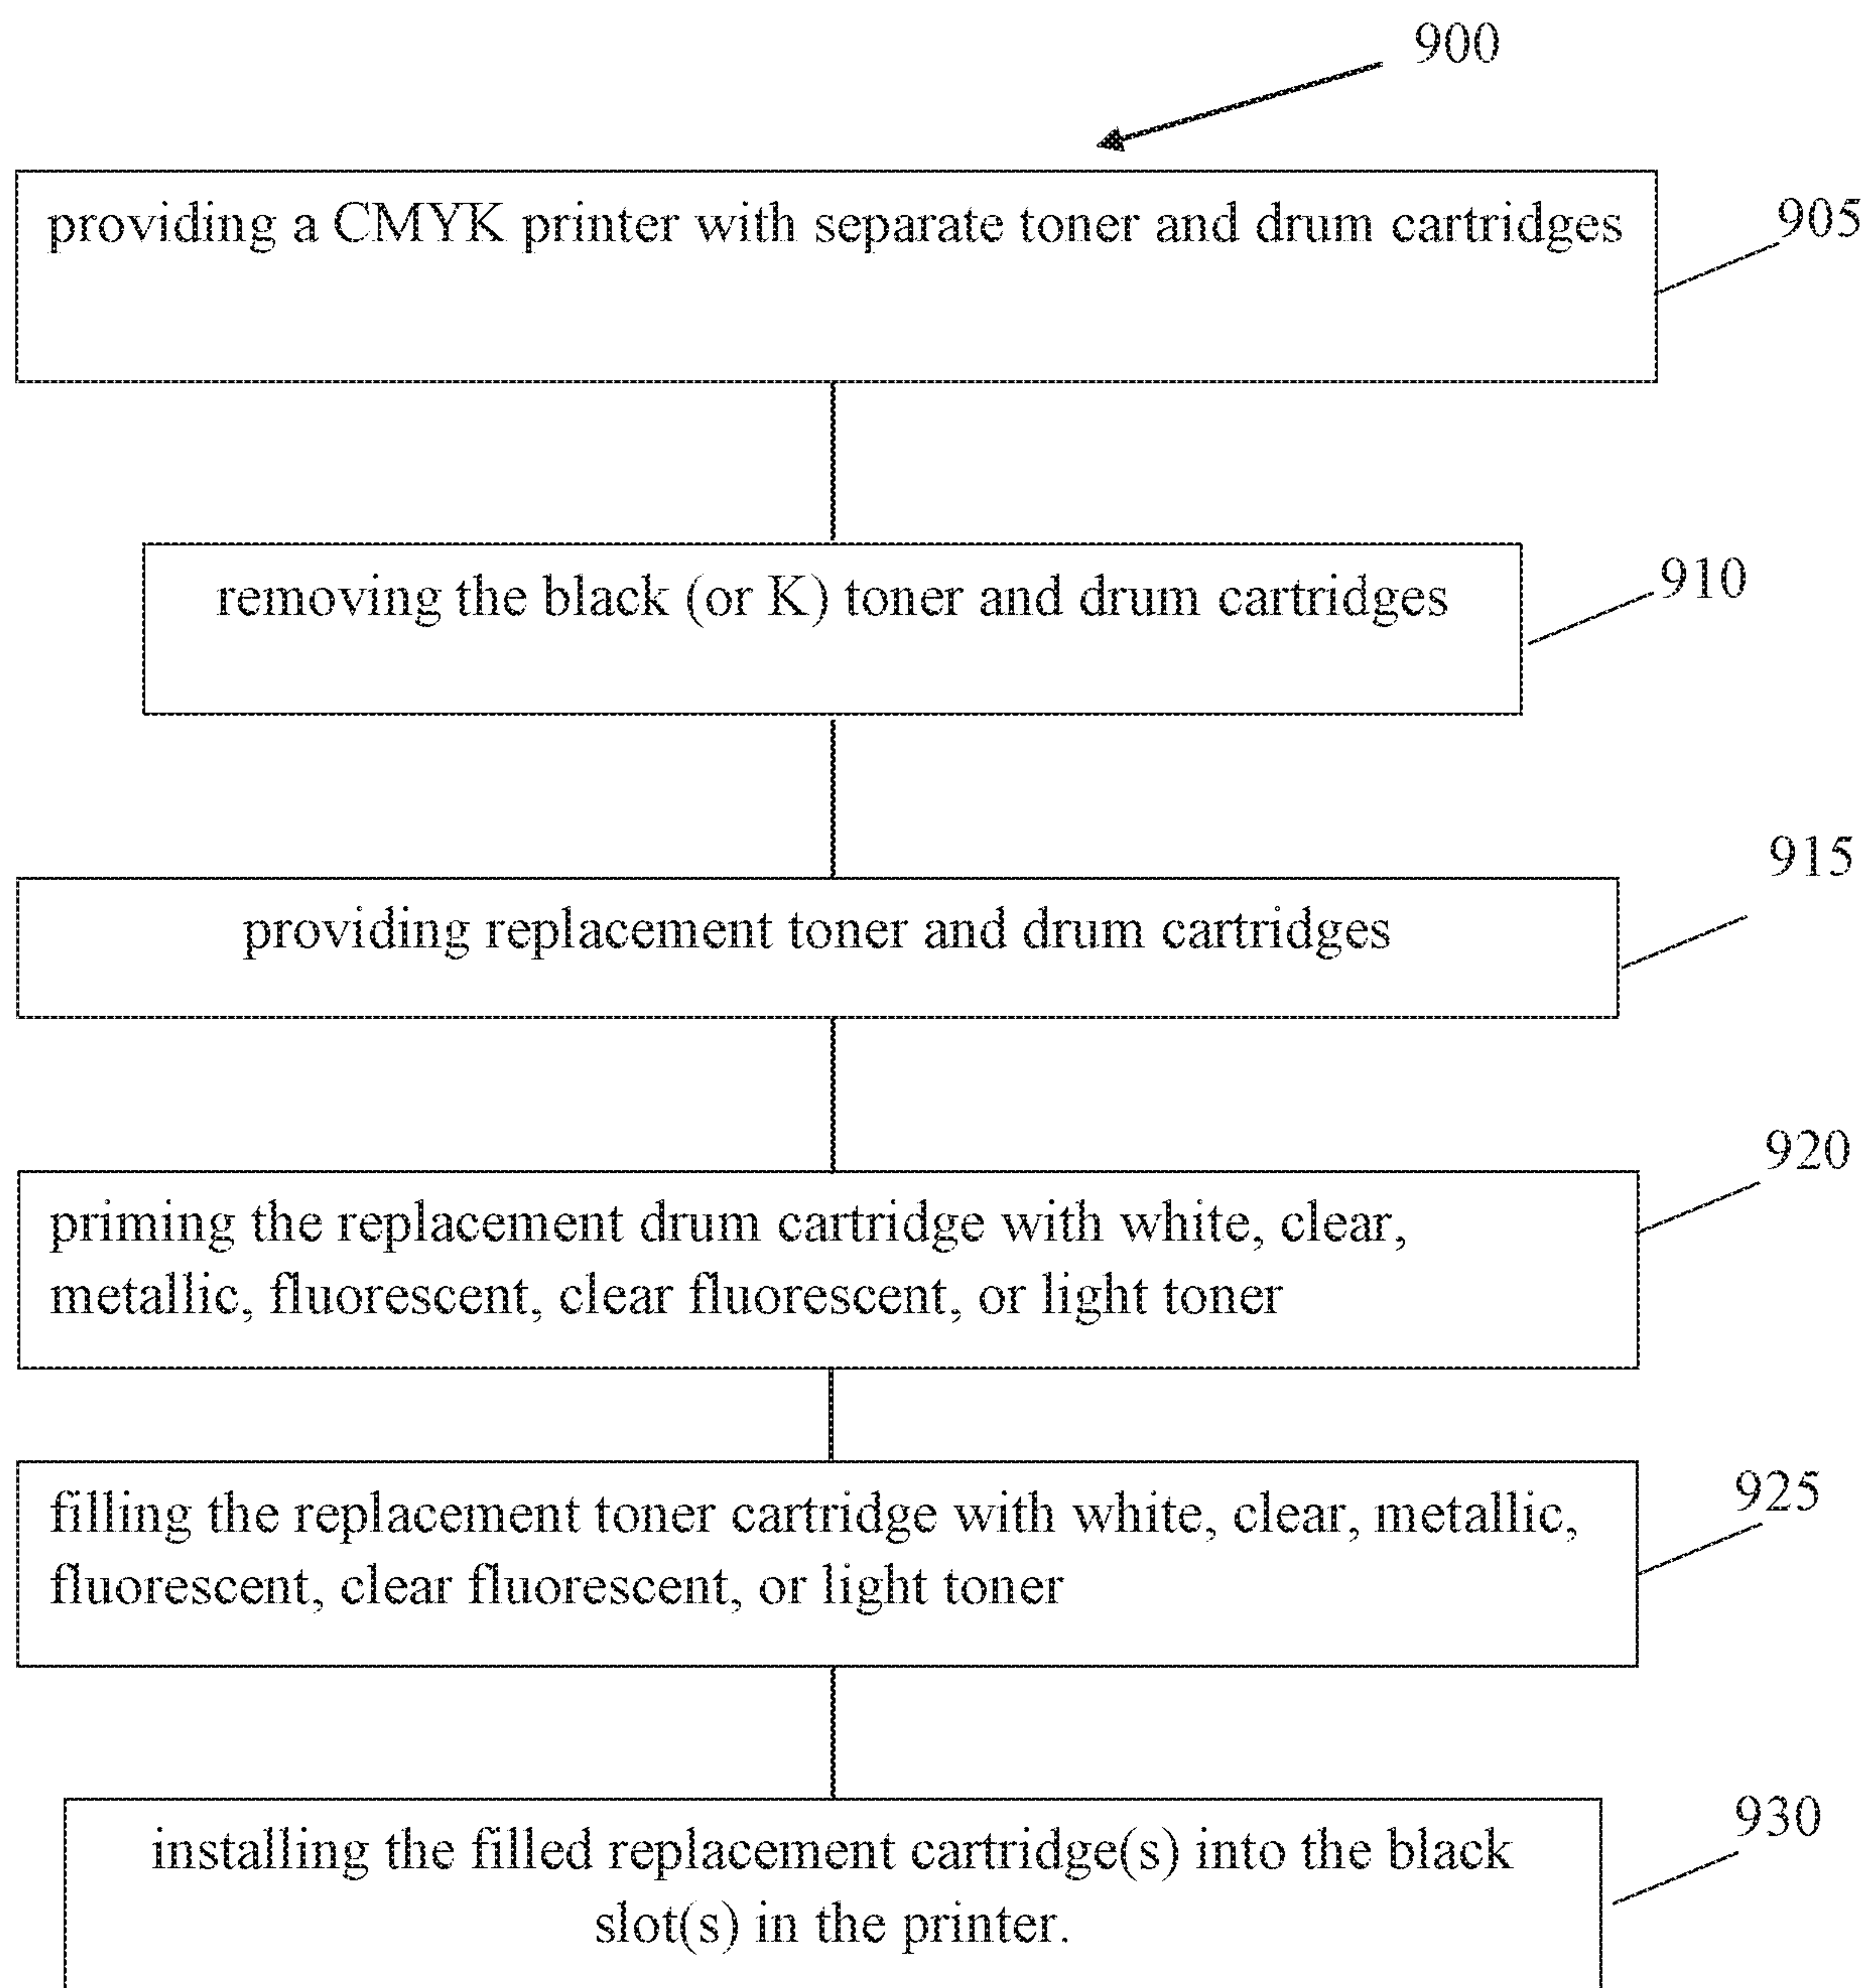 900
providing a CMYK printer with separate toner and drum cartridges
905
removing the black (or K) toner and drum cartridges
910
915
providing replacement toner and drum cartridges
920
priming the replacement drum cartridge with white, clear,
metallic, fluorescent, clear fluorescent, or light toner
925
filling the replacement toner cartridge with white, clear, metallic,
fluorescent, clear fluorescent, or light toner
930
installing the filled replacement cartridge(s) into the black
slot(s) in the printer.